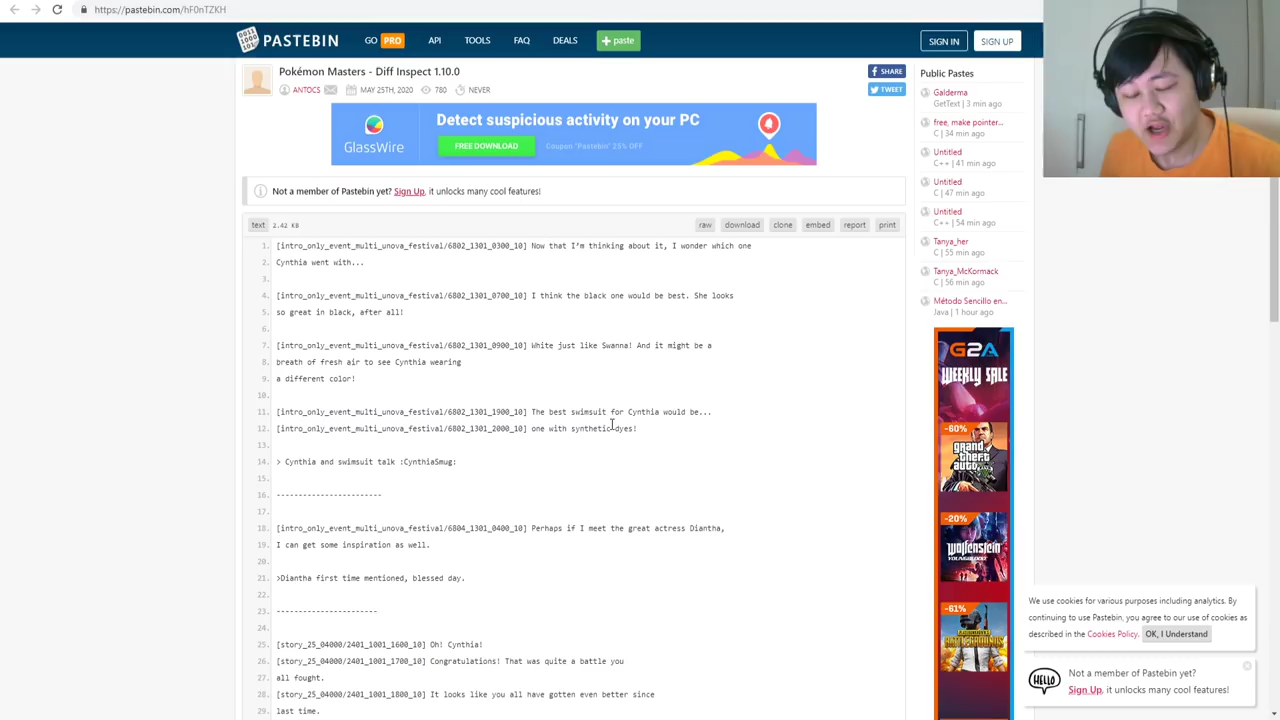 https://pastebin.com/hF0nTZKH
PASTEBIN
GO PRO
API
TOOLS
FAQ
DEALS
+ paste
SIGN IN
SIGN UP
Pokémon Masters - Diff Inspect 1.10.0
ANTOCS
MAY 25TH, 2020
780
NEVER
SHARE
TWEET
GlassWire
Detect suspicious activity on your PC
FREE DOWNLOAD
Coupon "Pastebin" 25% OFF
Not a member of Pastebin yet? Sign Up, it unlocks many cool features!
text 2.42 KB
raw
download
clone
embed
report
print
1. [intro_only_event_multi_unova_festival/6802_1301_0300_10] Now that I'm thinking about it, I wonder which one
2. Cynthia went with...
3.
4. [intro_only_event_multi_unova_festival/6802_1301_0700_10] I think the black one would be best. She looks
5. so great in black, after all!
6.
7. [intro_only_event_multi_unova_festival/6802_1301_0900_10] White just like Swanna! And it might be a
8. breath of fresh air to see Cynthia wearing
9. a different color!
10.
11. [intro_only_event_multi_unova_festival/6802_1301_1900_10] The best swimsuit for Cynthia would be...
12. [intro_only_event_multi_unova_festival/6802_1301_2000_10] one with synthetic dyes!
13.
14. > Cynthia and swimsuit talk :CynthiaSmug:
15.
16. ------------------------
17.
18. [intro_only_event_multi_unova_festival/6804_1301_0400_10] Perhaps if I meet the great actress Diantha,
19. I can get some inspiration as well.
20.
21. >Diantha first time mentioned, blessed day.
22.
23. -----------------------
24.
25. [story_25_04000/2401_1001_1600_10] Oh! Cynthia!
26. [story_25_04000/2401_1001_1700_10] Congratulations! That was quite a battle you
27. all fought.
28. [story_25_04000/2401_1001_1800_10] It looks like you all have gotten even better since
29. last time.
Public Pastes
Galderma
GetText | 3 min ago
free, make pointer...
C | 34 min ago
Untitled
C++ | 41 min ago
Untitled
C | 47 min ago
Untitled
C++ | 54 min ago
Tanya_her
C | 55 min ago
Tanya_McKormack
C | 56 min ago
Método Sencillo en...
Java | 1 hour ago
G2A
WEEKLY SALE
-60%
grand theft auto V
-20%
Wolfenstein
YOUNGBLOOD
-61%
BATTLEGROUNDS
We use cookies for various purposes including analytics. By
continuing to use Pastebin, you agree to our use of cookies as
described in the Cookies Policy. OK, I Understand
HELLO
Not a member of Pastebin yet?
Sign Up, it unlocks many cool features!